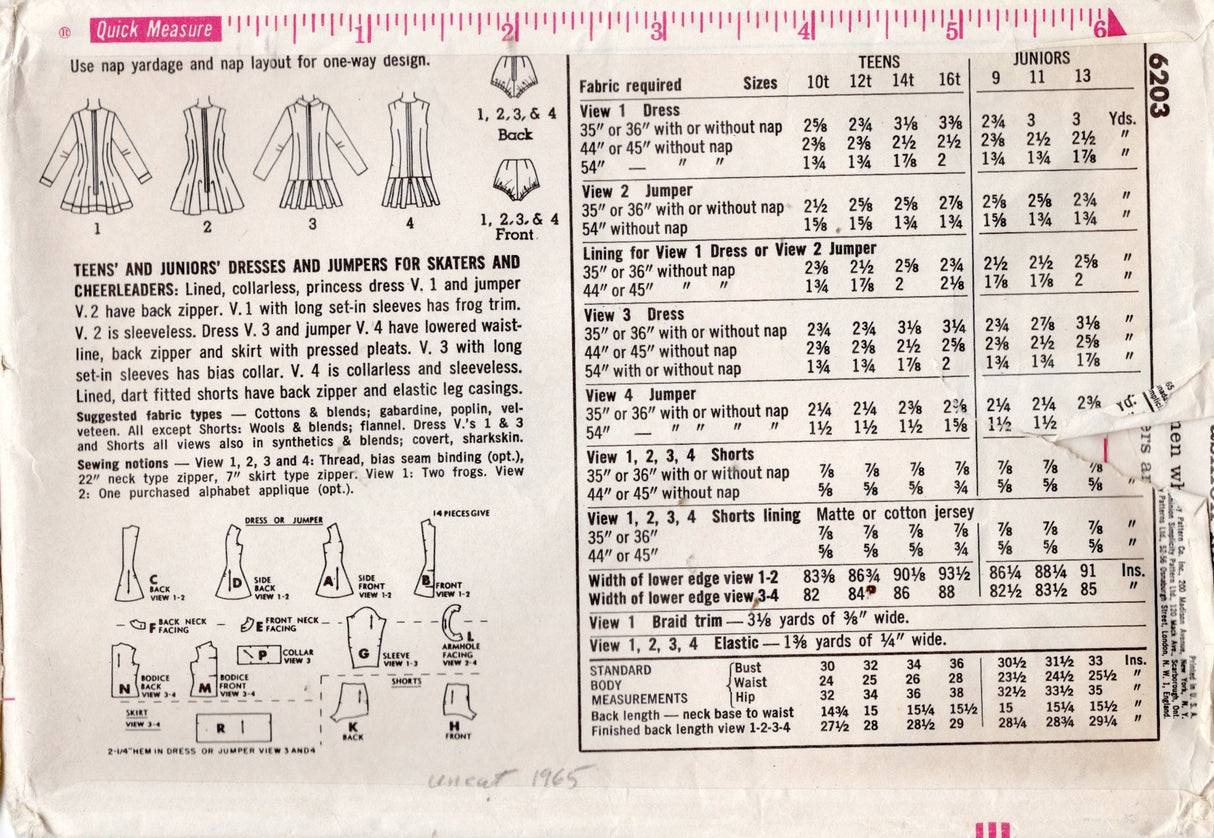 ® Quick Measure 1 2 3 4 5 6
Use nap yardage and nap layout for one-way design.
1, 2, 3, & 4
Back
1, 2, 3, & 4
Front
1 2 3 4
TEENS' AND JUNIORS' DRESSES AND JUMPERS FOR SKATERS AND
CHEERLEADERS: Lined, collarless, princess dress V. 1 and jumper
V. 2 have back zipper. V. 1 with long set-in sleeves has frog trim.
V. 2 is sleeveless. Dress V. 3 and jumper V. 4 have lowered waist-
line, back zipper and skirt with pressed pleats. V. 3 with long
set-in sleeves has bias collar. V. 4 is collarless and sleeveless.
Lined, dart fitted shorts have back zipper and elastic leg casings.
Suggested fabric types — Cottons & blends; gabardine, poplin, vel-
veteen. All except Shorts: Wools & blends; flannel. Dress V.'s 1 & 3
and Shorts all views also in synthetics & blends; covert, sharkskin.
Sewing notions — View 1, 2, 3 and 4: Thread, bias seam binding (opt.),
22" neck type zipper, 7" skirt type zipper. View 1: Two frogs. View
2: One purchased alphabet applique (opt.).
DRESS OR JUMPER
14 PIECES GIVE
C BACK VIEW 1-2
D SIDE BACK VIEW 1-2
A SIDE FRONT VIEW 1-2
B FRONT VIEW 1-2
F BACK NECK FACING
E FRONT NECK FACING
G SLEEVE VIEW 1-3
L ARMHOLE FACING VIEW 2-4
N BODICE BACK VIEW 3-4
M BODICE FRONT VIEW 3-4
P COLLAR VIEW 3
SHORTS
SKIRT VIEW 3-4
R
K BACK
H FRONT
2-1/4" HEM IN DRESS OR JUMPER VIEW 3 AND 4
uncut 1965
6203
TEENS JUNIORS
Fabric required Sizes 10t 12t 14t 16t 9 11 13
View 1 Dress
35" or 36" with or without nap 2⅝ 2¾ 3⅛ 3⅜ 2¾ 3 3 Yds.
44" or 45" without nap 2⅜ 2⅜ 2½ 2½ 2⅜ 2½ 2½ "
54" — " " 1¾ 1¾ 1⅞ 2 1¾ 1¾ 1⅞ "
View 2 Jumper
35" or 36" with or without nap 2½ 2⅝ 2⅝ 2⅞ 2⅝ 2⅝ 2¾ "
54" without nap 1⅝ 1⅝ 1¾ 1¾ 1⅝ 1¾ 1¾ "
Lining for View 1 Dress or View 2 Jumper
35" or 36" without nap 2⅜ 2½ 2⅝ 2¾ 2½ 2½ 2⅝ "
44" or 45" " " 1¾ 1⅞ 2 2⅛ 1⅞ 1⅞ 2 "
View 3 Dress
35" or 36" with or without nap 2¾ 2¾ 3⅛ 3¼ 2¾ 2⅞ 3⅛ "
44" or 45" without nap 2⅜ 2⅜ 2½ 2⅝ 2⅜ 2½ 2⅝ "
54" with or without nap 1¾ 1¾ 1⅞ 2 1¾ 1¾ 1⅞ "
View 4 Jumper
35" or 36" with or without nap 2¼ 2¼ 2⅜ 2⅜ 2¼ 2¼ 2⅜
54" — " " " " 1½ 1½ 1½ 1⅝ 1½ 1½
View 1, 2, 3, 4 Shorts
35" or 36" with or without nap ⅞ ⅞ ⅞ ⅞ ⅞ ⅞ ⅞
44" or 45" without nap ⅝ ⅝ ⅝ ¾ ⅝ ⅝ ⅝ "
View 1, 2, 3, 4 Shorts lining Matte or cotton jersey
35" or 36" ⅞ ⅞ ⅞ ⅞ ⅞ ⅞ ⅞ "
44" or 45" ⅝ ⅝ ⅝ ¾ ⅝ ⅝ ⅝ "
Width of lower edge view 1-2 83⅜ 86¾ 90⅛ 93½ 86¼ 88¼ 91 Ins.
Width of lower edge view 3-4 82 84 86 88 82½ 83½ 85 "
View 1 Braid trim — 3⅛ yards of ⅜" wide.
View 1, 2, 3, 4 Elastic — 1⅜ yards of ¼" wide.
STANDARD BODY MEASUREMENTS
Bust 30 32 34 36 30½ 31½ 33 Ins.
Waist 24 25 26 28 23½ 24½ 25½ "
Hip 32 34 36 38 32½ 33½ 35 "
Back length — neck base to waist 14¾ 15 15¼ 15½ 15 15¼ 15½ "
Finished back length view 1-2-3-4 27½ 28 28½ 29 28¼ 28¾ 29¼ "
Pattern Co. Inc., 200 Madison Avenue, New York, N. Y.
Simplicity Patterns Ltd., 120 Mack Ave., Scarborough, Ont.
Patterns Ltd., 52-56 Osnaburgh Street, London, N. W. 1, England.
Printed in U. S. A.